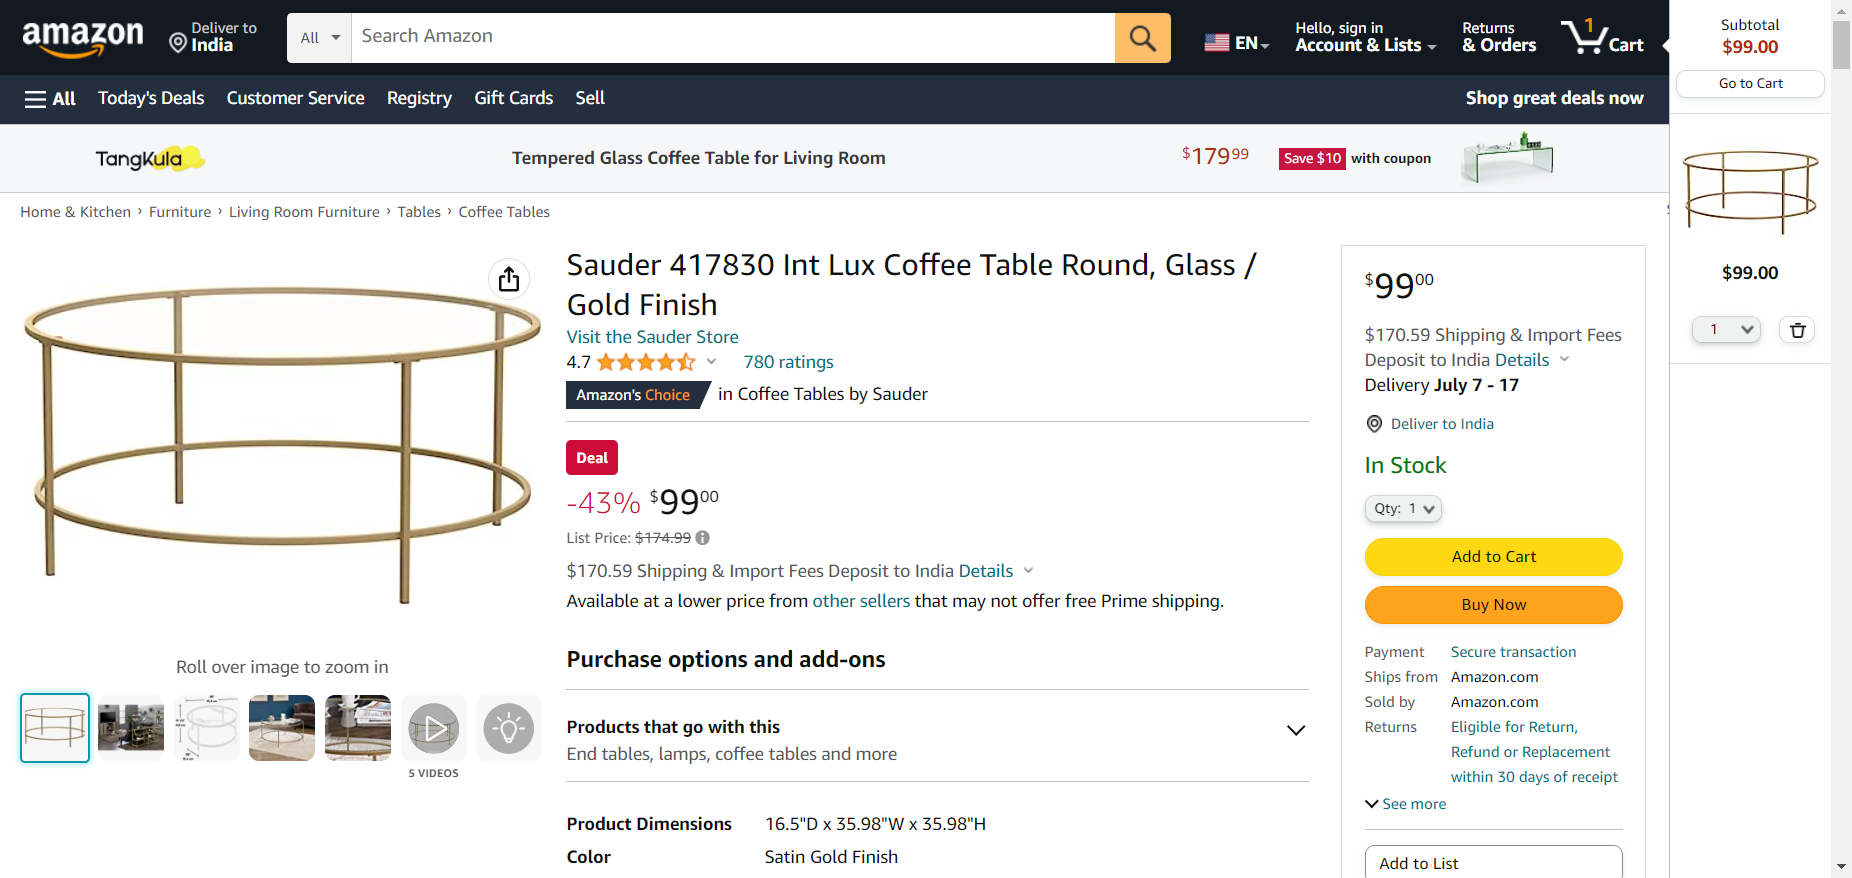 amazon
Deliver to
India
All
Search Amazon
EN
Hello, sign in
Account & Lists
Returns
& Orders
1
Cart
Subtotal
$99.00
Go to Cart
All
Today's Deals
Customer Service
Registry
Gift Cards
Sell
Shop great deals now
TangKula
Tempered Glass Coffee Table for Living Room
$179.99
Save $10 with coupon
Home & Kitchen › Furniture › Living Room Furniture › Tables › Coffee Tables
$99.00
1
Sauder 417830 Int Lux Coffee Table Round, Glass /
Gold Finish
Visit the Sauder Store
4.7
780 ratings
Amazon's Choice in Coffee Tables by Sauder
Deal
-43% $99.00
List Price: $174.99
$170.59 Shipping & Import Fees Deposit to India Details
Available at a lower price from other sellers that may not offer free Prime shipping.
Purchase options and add-ons
Products that go with this
End tables, lamps, coffee tables and more
Product Dimensions 16.5"D x 35.98"W x 35.98"H
Color Satin Gold Finish
Roll over image to zoom in
5 VIDEOS
$99.00
$170.59 Shipping & Import Fees
Deposit to India Details
Delivery July 7 - 17
Deliver to India
In Stock
Qty: 1
Add to Cart
Buy Now
Payment Secure transaction
Ships from Amazon.com
Sold by Amazon.com
Returns Eligible for Return,
Refund or Replacement
within 30 days of receipt
See more
Add to List